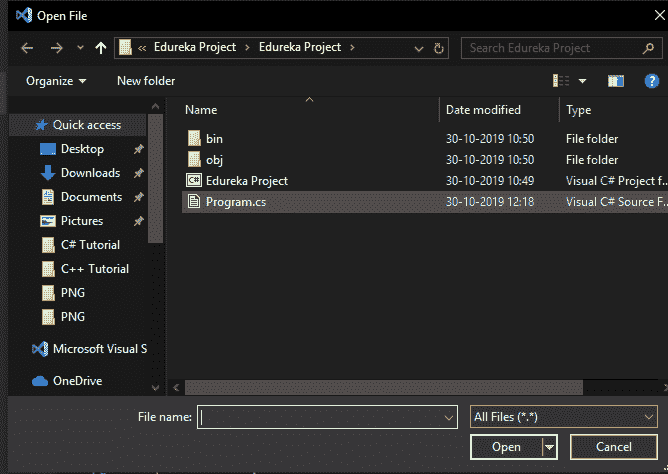 Open File
« Edureka Project > Edureka Project >
Search Edureka Project
Organize
New folder
Name
Date modified
Type
Quick access
Desktop
Downloads
Documents
Pictures
C# Tutorial
C++ Tutorial
PNG
PNG
Microsoft Visual S
OneDrive
bin 30-10-2019 10:50 File folder
obj 30-10-2019 10:50 File folder
C# Edureka Project 30-10-2019 10:49 Visual C# Project f...
Program.cs 30-10-2019 12:18 Visual C# Source F...
File name:
All Files (*.*)
Open
Cancel